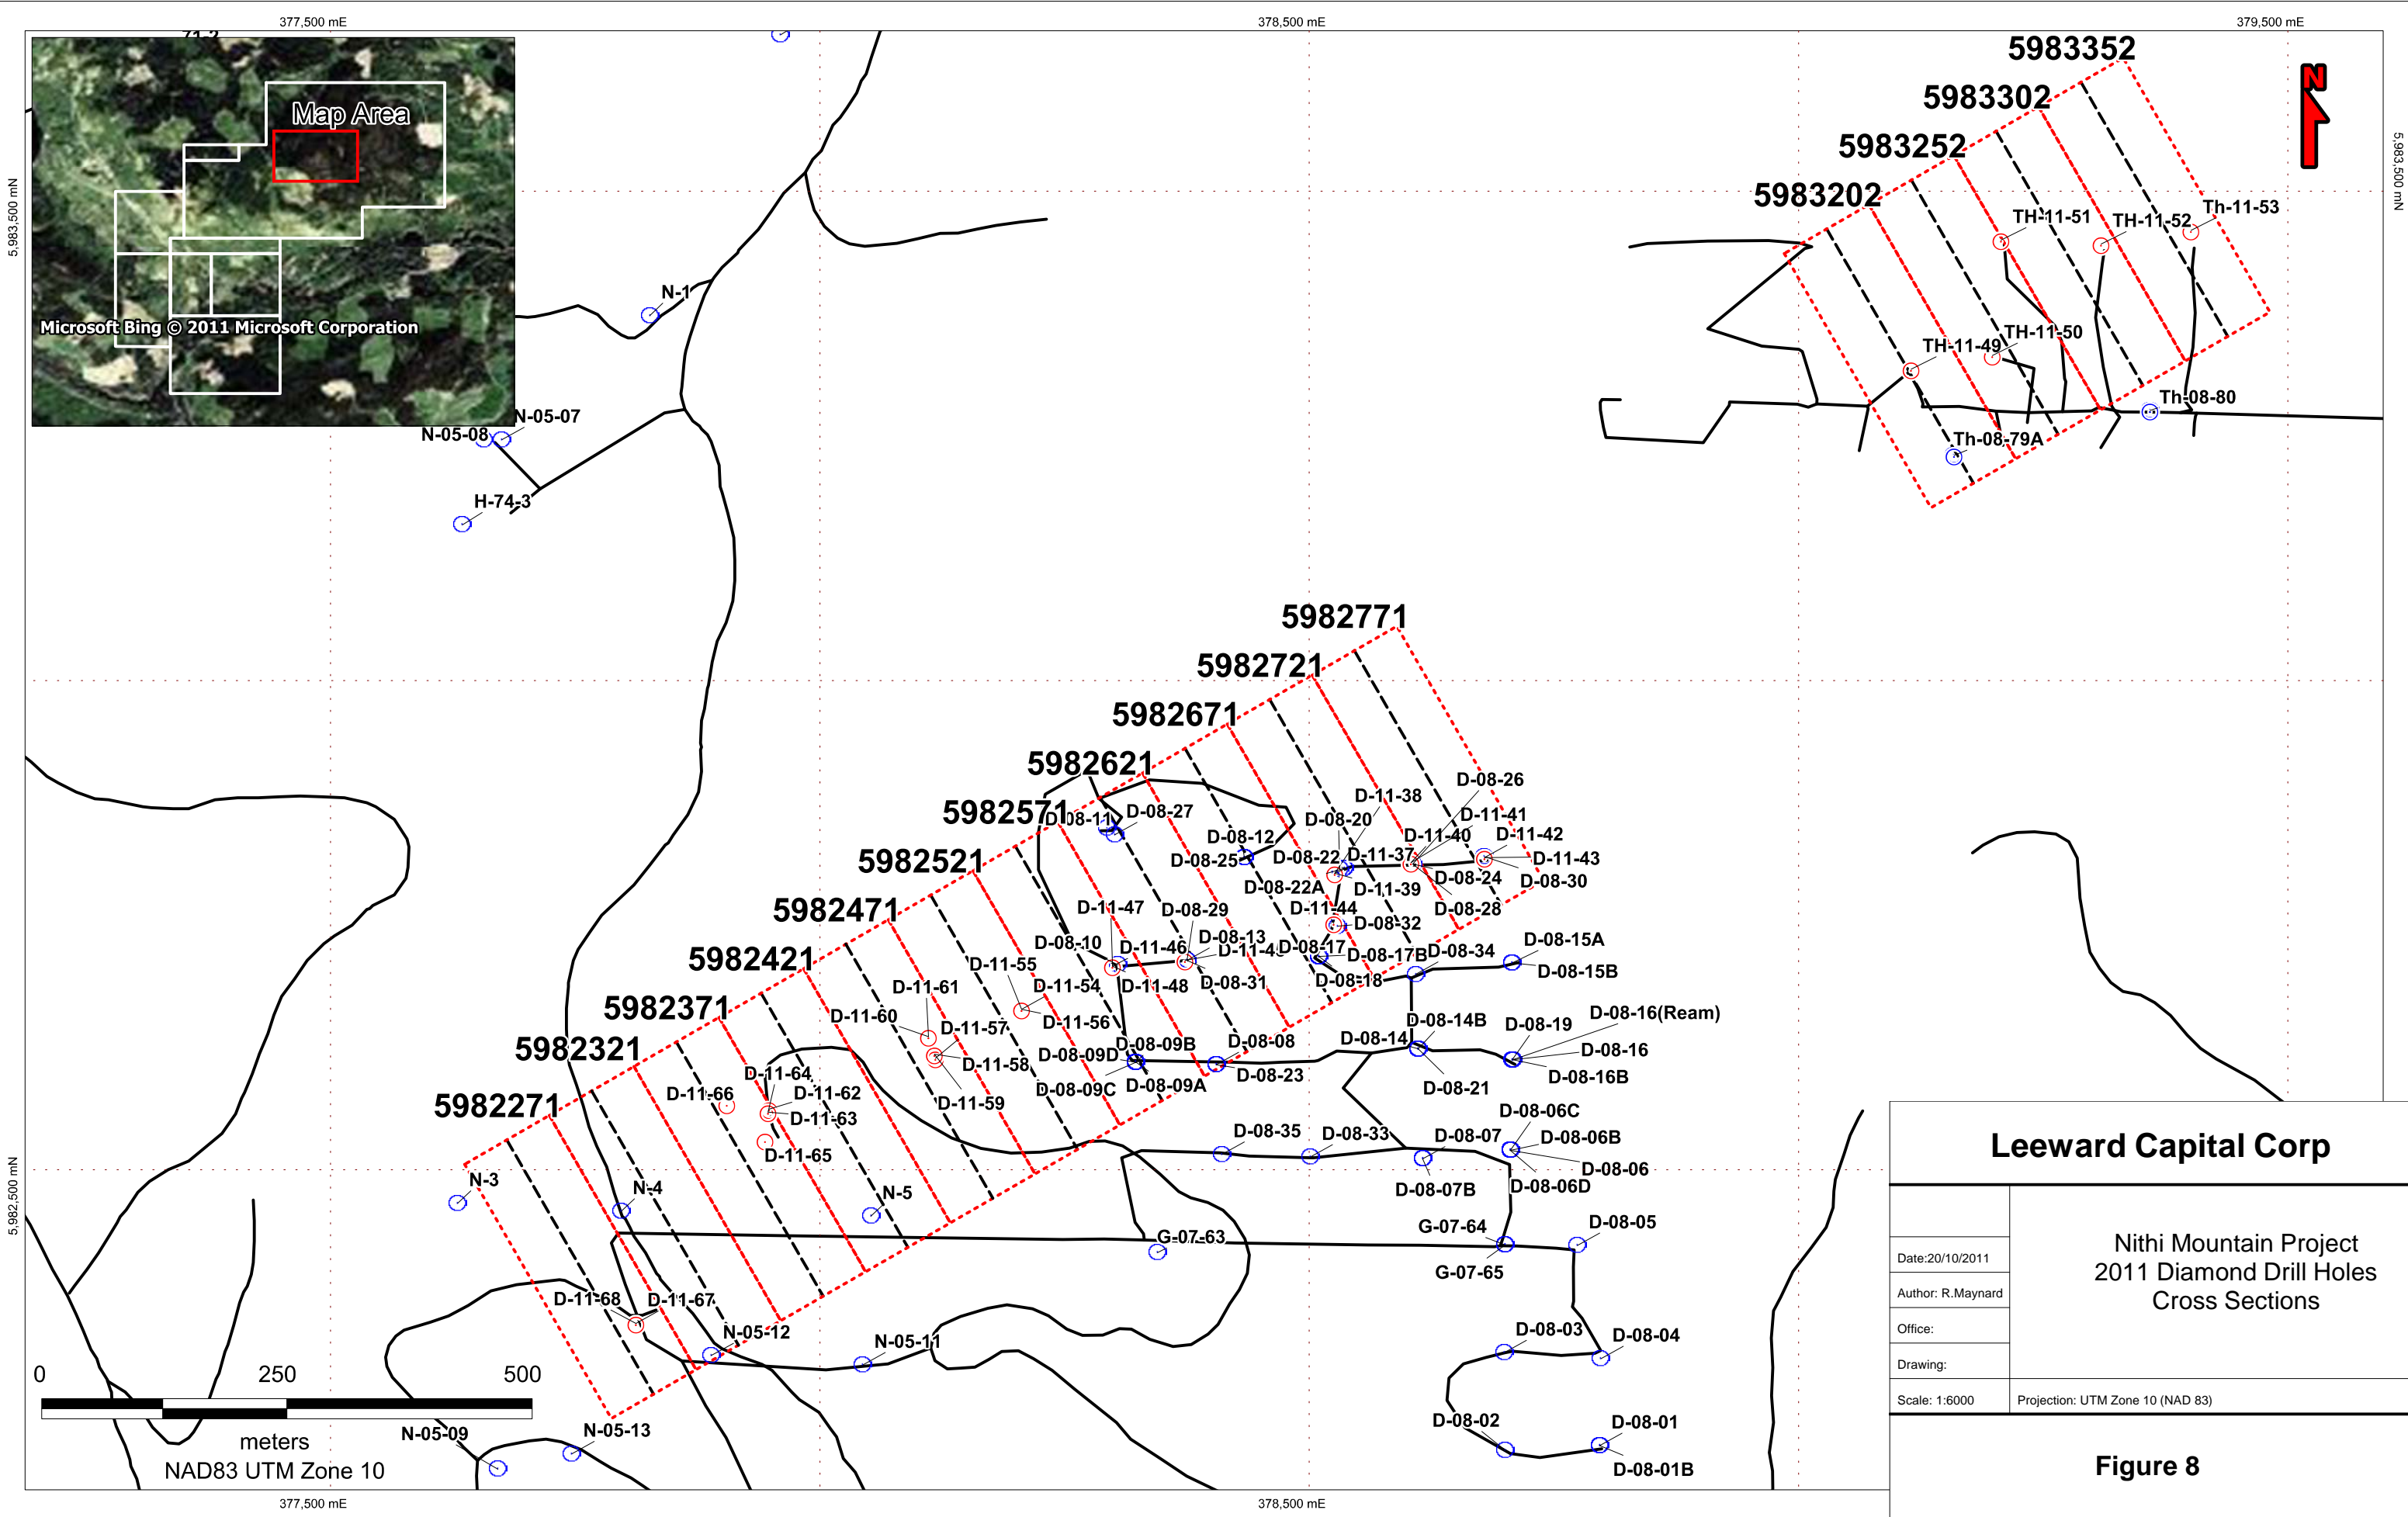 377,500 mE
378,500 mE
379,500 mE
71-2
Map Area
Microsoft Bing © 2011 Microsoft Corporation
5,983,500 mN
5,983,500 mN
N
5983352
5983302
5983252
5983202
TH-11-51
TH-11-52
Th-11-53
TH-11-49
TH-11-50
Th-08-80
Th-08-79A
N-1
N-05-07
N-05-08
H-74-3
5982771
5982721
5982671
5982621
5982571
5982521
5982471
5982421
5982371
5982321
5982271
D-08-26
D-11-38
D-08-11
D-08-27
D-08-20
D-11-41
D-08-12
D-11-40
D-11-42
D-08-25
D-08-22
D-11-37
D-11-43
D-08-22A
D-11-39
D-08-24
D-08-30
D-11-47
D-08-29
D-11-44
D-08-32
D-08-28
D-08-10
D-11-46
D-08-13
D-11-4
D-08-17
D-08-17B
D-08-34
D-08-15A
D-08-15B
D-11-55
D-11-54
D-11-48
D-08-31
D-08-18
D-11-61
D-11-60
D-11-57
D-11-56
D-08-14B
D-08-16(Ream)
D-08-19
D-08-14
D-08-09B
D-08-08
D-08-09D
D-11-58
D-08-16
D-08-16B
D-08-23
D-08-21
D-08-09C
D-08-09A
D-11-59
D-11-64
D-11-66
D-11-62
D-11-63
D-11-65
D-08-06C
D-08-35
D-08-33
D-08-07
D-08-06B
D-08-06
D-08-07B
D-08-06D
5,982,500 mN
N-3
N-4
N-5
G-07-63
G-07-64
D-08-05
G-07-65
D-11-68
D-11-67
N-05-12
N-05-11
D-08-03
D-08-04
D-08-02
D-08-01
D-08-01B
N-05-09
N-05-13
0 250 500
meters
NAD83 UTM Zone 10
377,500 mE
378,500 mE
Leeward Capital Corp
Date:20/10/2011
Author: R.Maynard
Office:
Drawing:
Scale: 1:6000
Nithi Mountain Project
2011 Diamond Drill Holes
Cross Sections
Projection: UTM Zone 10 (NAD 83)
Figure 8